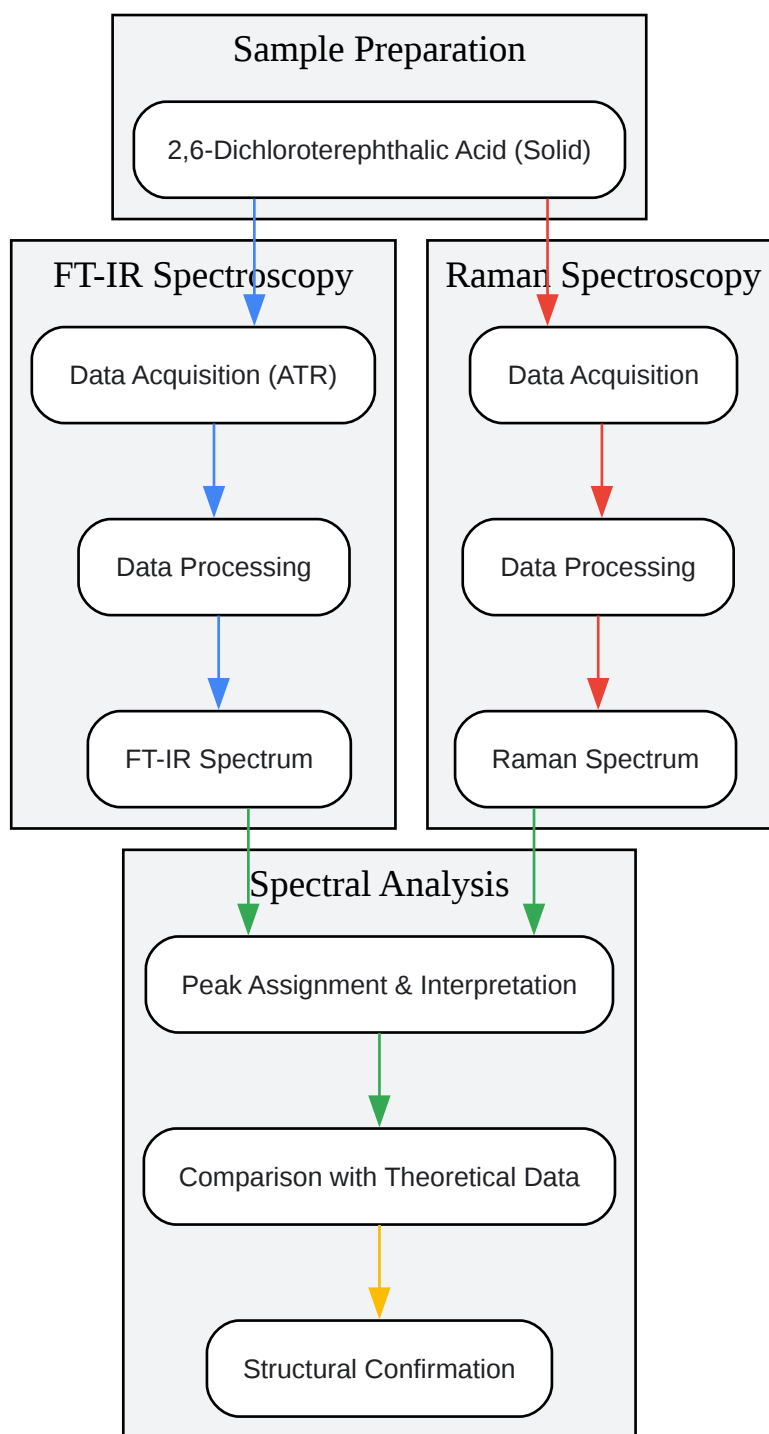 Sample Preparation
2,6-Dichloroterephthalic Acid (Solid)
FT-IR Spectroscopy
Data Acquisition (ATR)
Data Processing
FT-IR Spectrum
Raman Spectroscopy
Data Acquisition
Data Processing
Raman Spectrum
Spectral Analysis
Peak Assignment & Interpretation
Comparison with Theoretical Data
Structural Confirmation